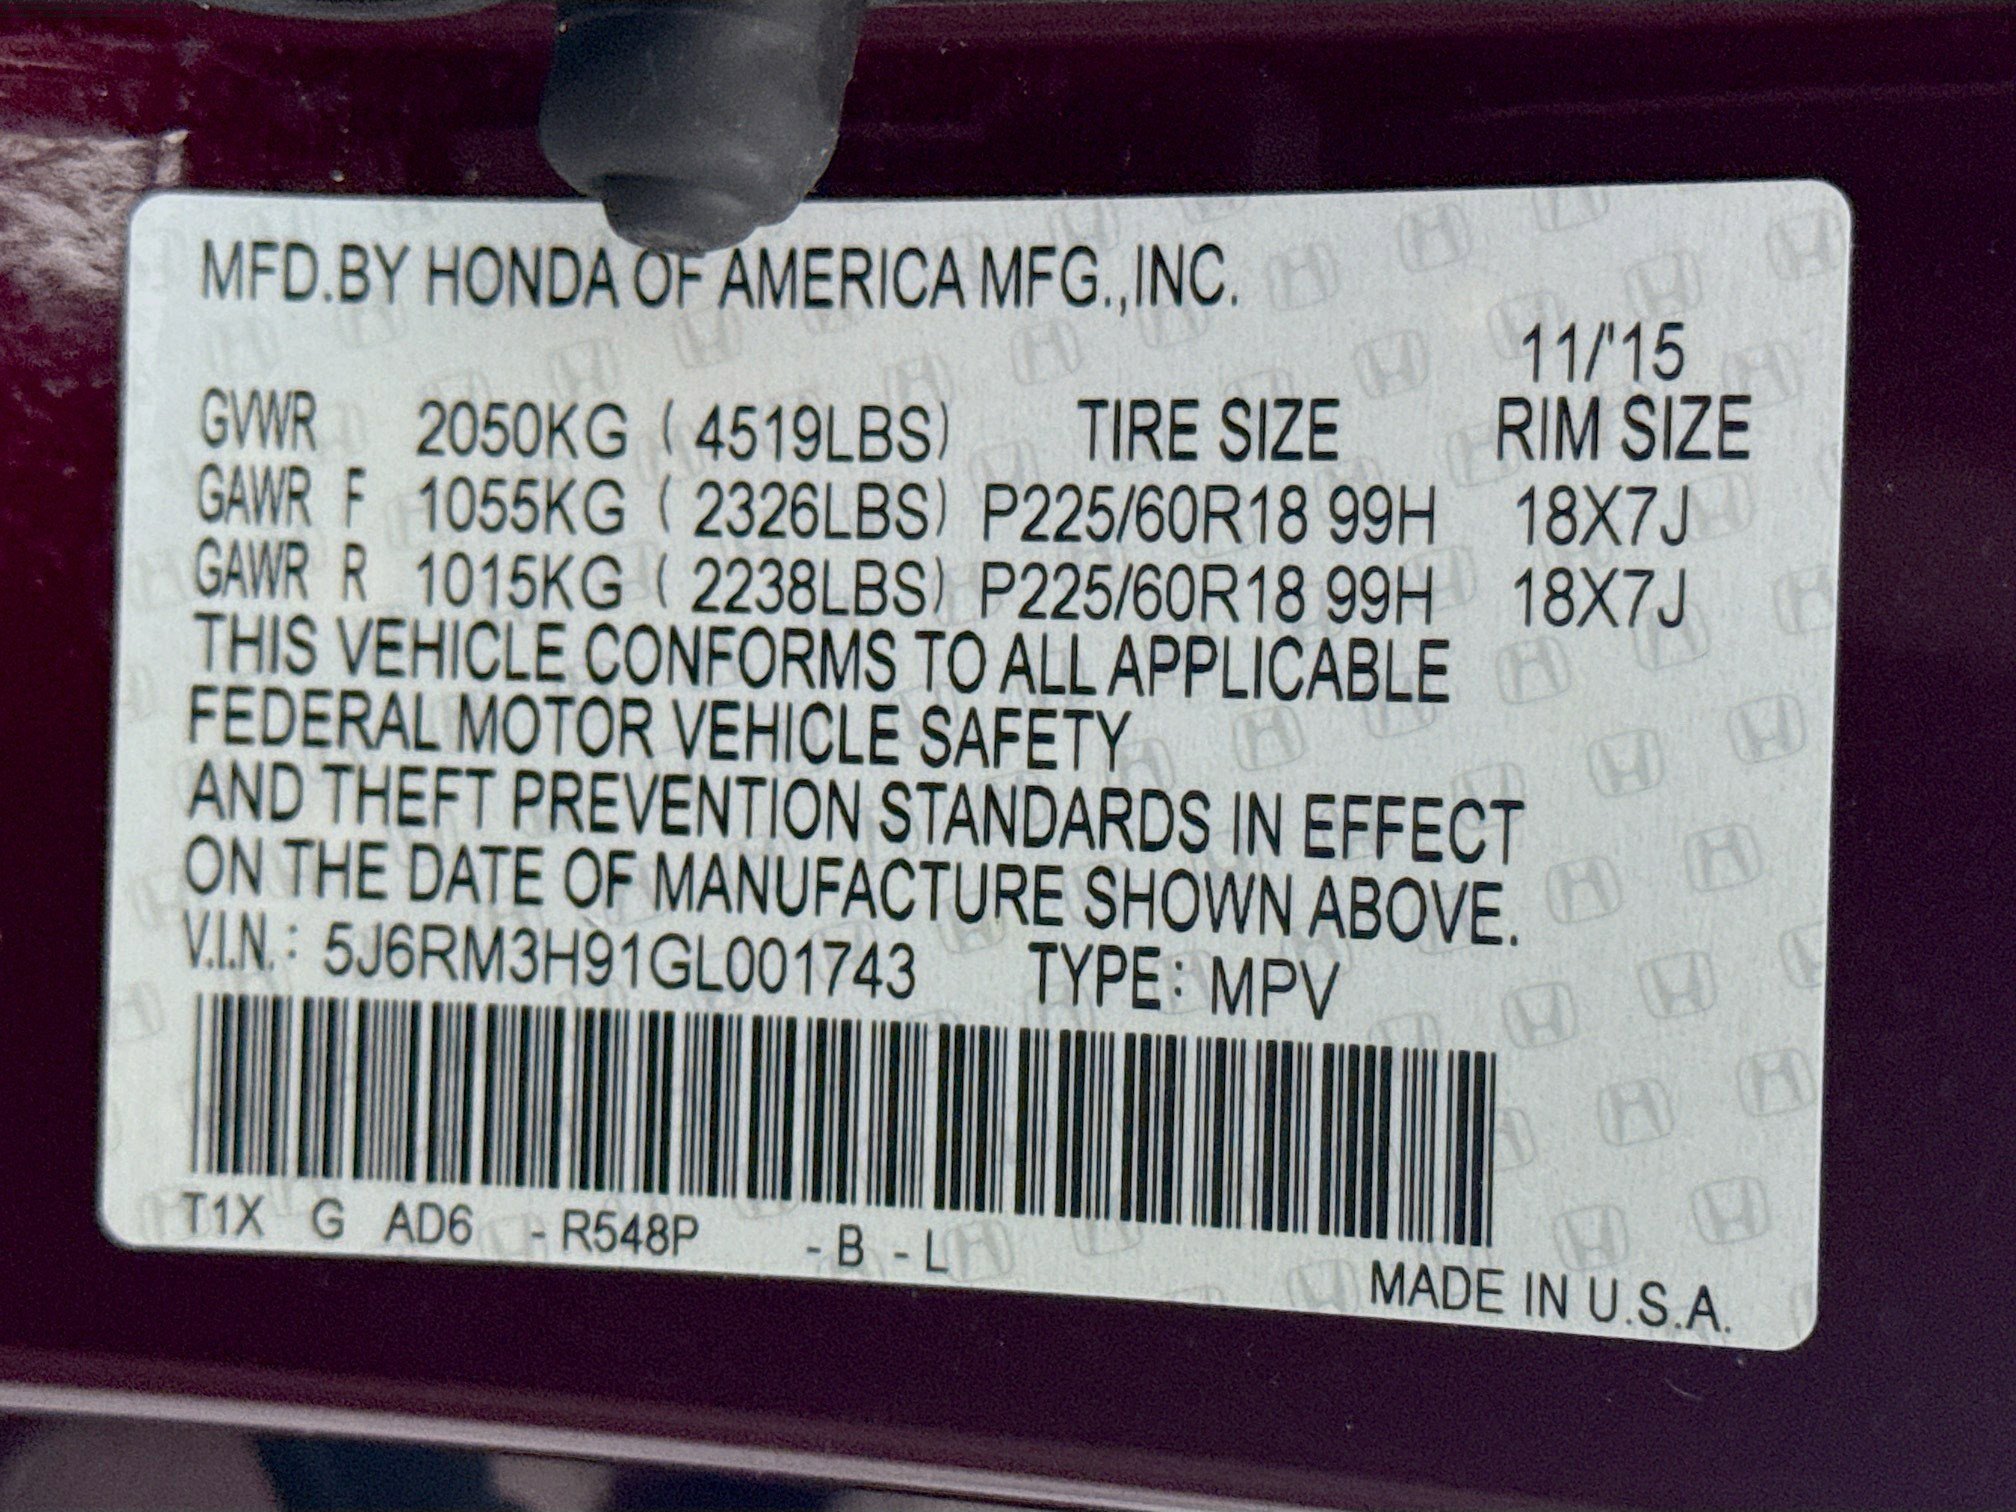 MFD.BY HONDA OF AMERICA MFG.,INC.
11/'15
GVWR 2050KG ( 4519LBS) TIRE SIZE RIM SIZE
GAWR F 1055KG ( 2326LBS) P225/60R18 99H 18X7J
GAWR R 1015KG ( 2238LBS) P225/60R18 99H 18X7J
THIS VEHICLE CONFORMS TO ALL APPLICABLE
FEDERAL MOTOR VEHICLE SAFETY
AND THEFT PREVENTION STANDARDS IN EFFECT
ON THE DATE OF MANUFACTURE SHOWN ABOVE.
V.I.N.: 5J6RM3H91GL001743 TYPE: MPV
T1X G AD6 - R548P - B - L
MADE IN U.S.A.